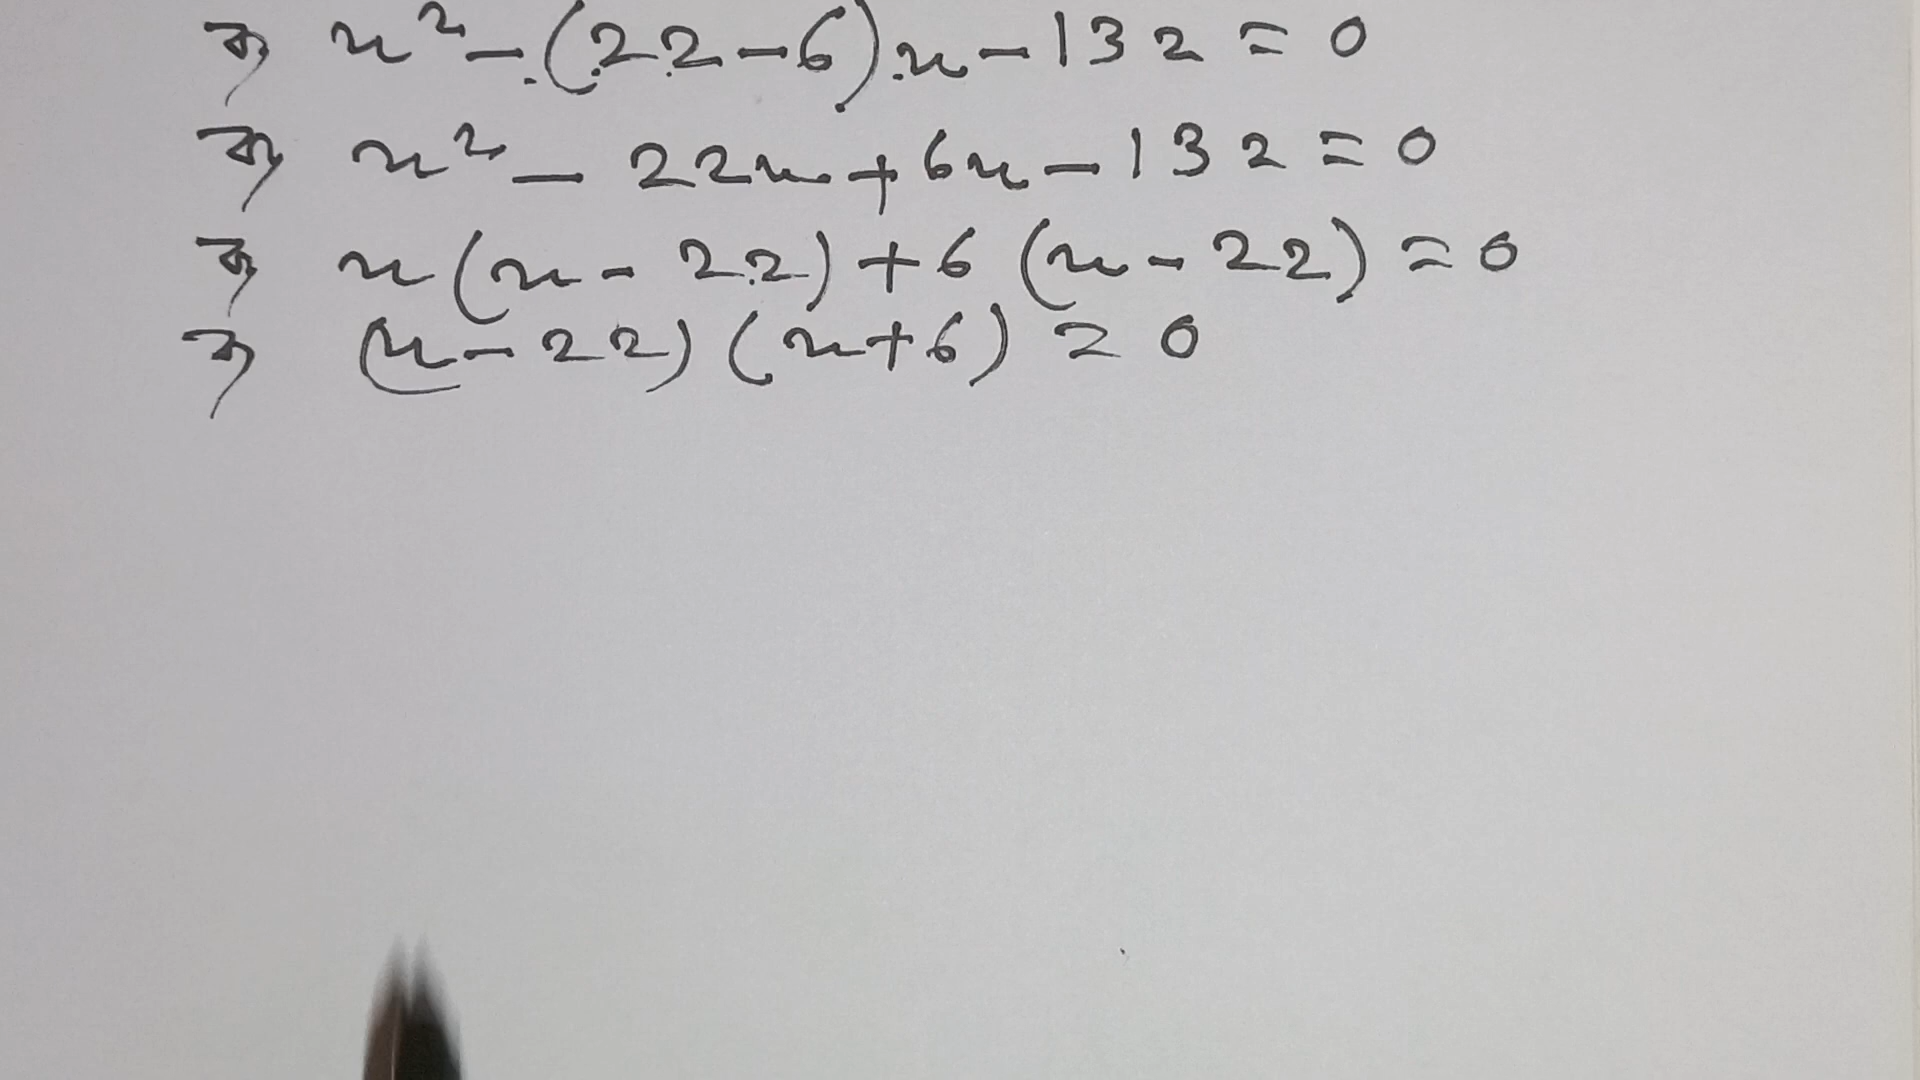 বা x² - (22 - 6)x - 132 = 0
বা x² - 22x + 6x - 132 = 0
বা x(x - 22) + 6(x - 22) = 0
বা (x - 22)(x + 6) = 0